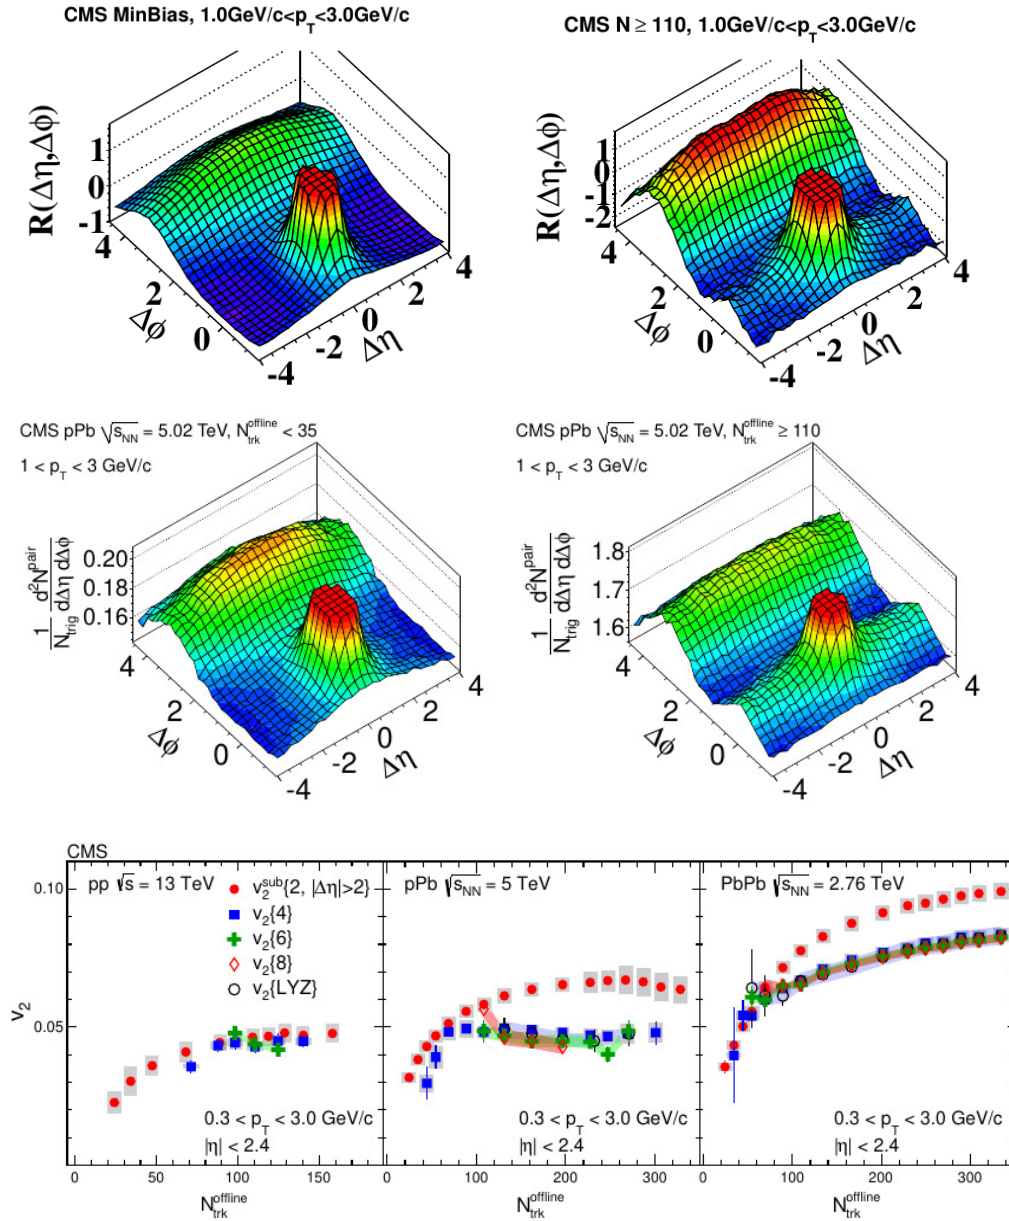 CMS MinBias, 1.0GeV/c<p_T<3.0GeV/c
R(Δη,Δϕ)
1
0
-1
4
2
0
Δϕ
-4
-2
0
2
4
Δη
CMS N ≥ 110, 1.0GeV/c<p_T<3.0GeV/c
R(Δη,Δϕ)
1
0
-1
-2
4
2
0
Δϕ
-4
-2
0
2
4
Δη
CMS pPb √s_NN = 5.02 TeV, N_trk^offline < 35
1 < p_T < 3 GeV/c
1/N_trig d²N^pair/dΔη dΔϕ
0.20
0.18
0.16
4
2
0
Δϕ
-4
-2
0
2
4
Δη
CMS pPb √s_NN = 5.02 TeV, N_trk^offline ≥ 110
1 < p_T < 3 GeV/c
1/N_trig d²N^pair/dΔη dΔϕ
1.8
1.7
1.6
4
2
0
Δϕ
-4
-2
0
2
4
Δη
CMS
v₂
0.10
0.05
pp √s = 13 TeV
v₂^sub{2, |Δη|>2}
v₂{4}
v₂{6}
v₂{8}
v₂{LYZ}
0.3 < p_T < 3.0 GeV/c
|η| < 2.4
0 50 100 150
N_trk^offline
pPb √s_NN = 5 TeV
0.3 < p_T < 3.0 GeV/c
|η| < 2.4
0 100 200 300
N_trk^offline
PbPb √s_NN = 2.76 TeV
0.3 < p_T < 3.0 GeV/c
|η| < 2.4
0 100 200 300
N_trk^offline